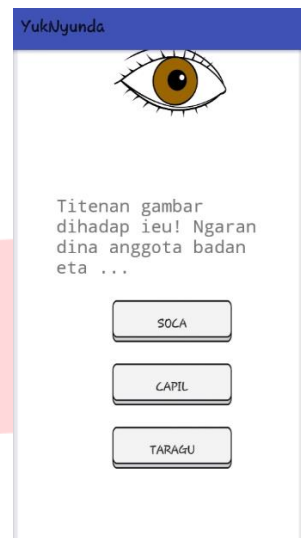 YukNyunda
Titenan gambar
dihadap ieu! Ngaran
dina anggota badan
eta ...
SOCA
CAPIL
TARAGU